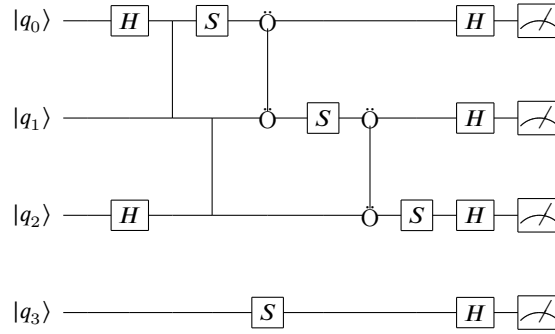 |q₀⟩ H S Ö H
|q₁⟩ Ö S Ö H
|q₂⟩ H Ö S H
|q₃⟩ S H